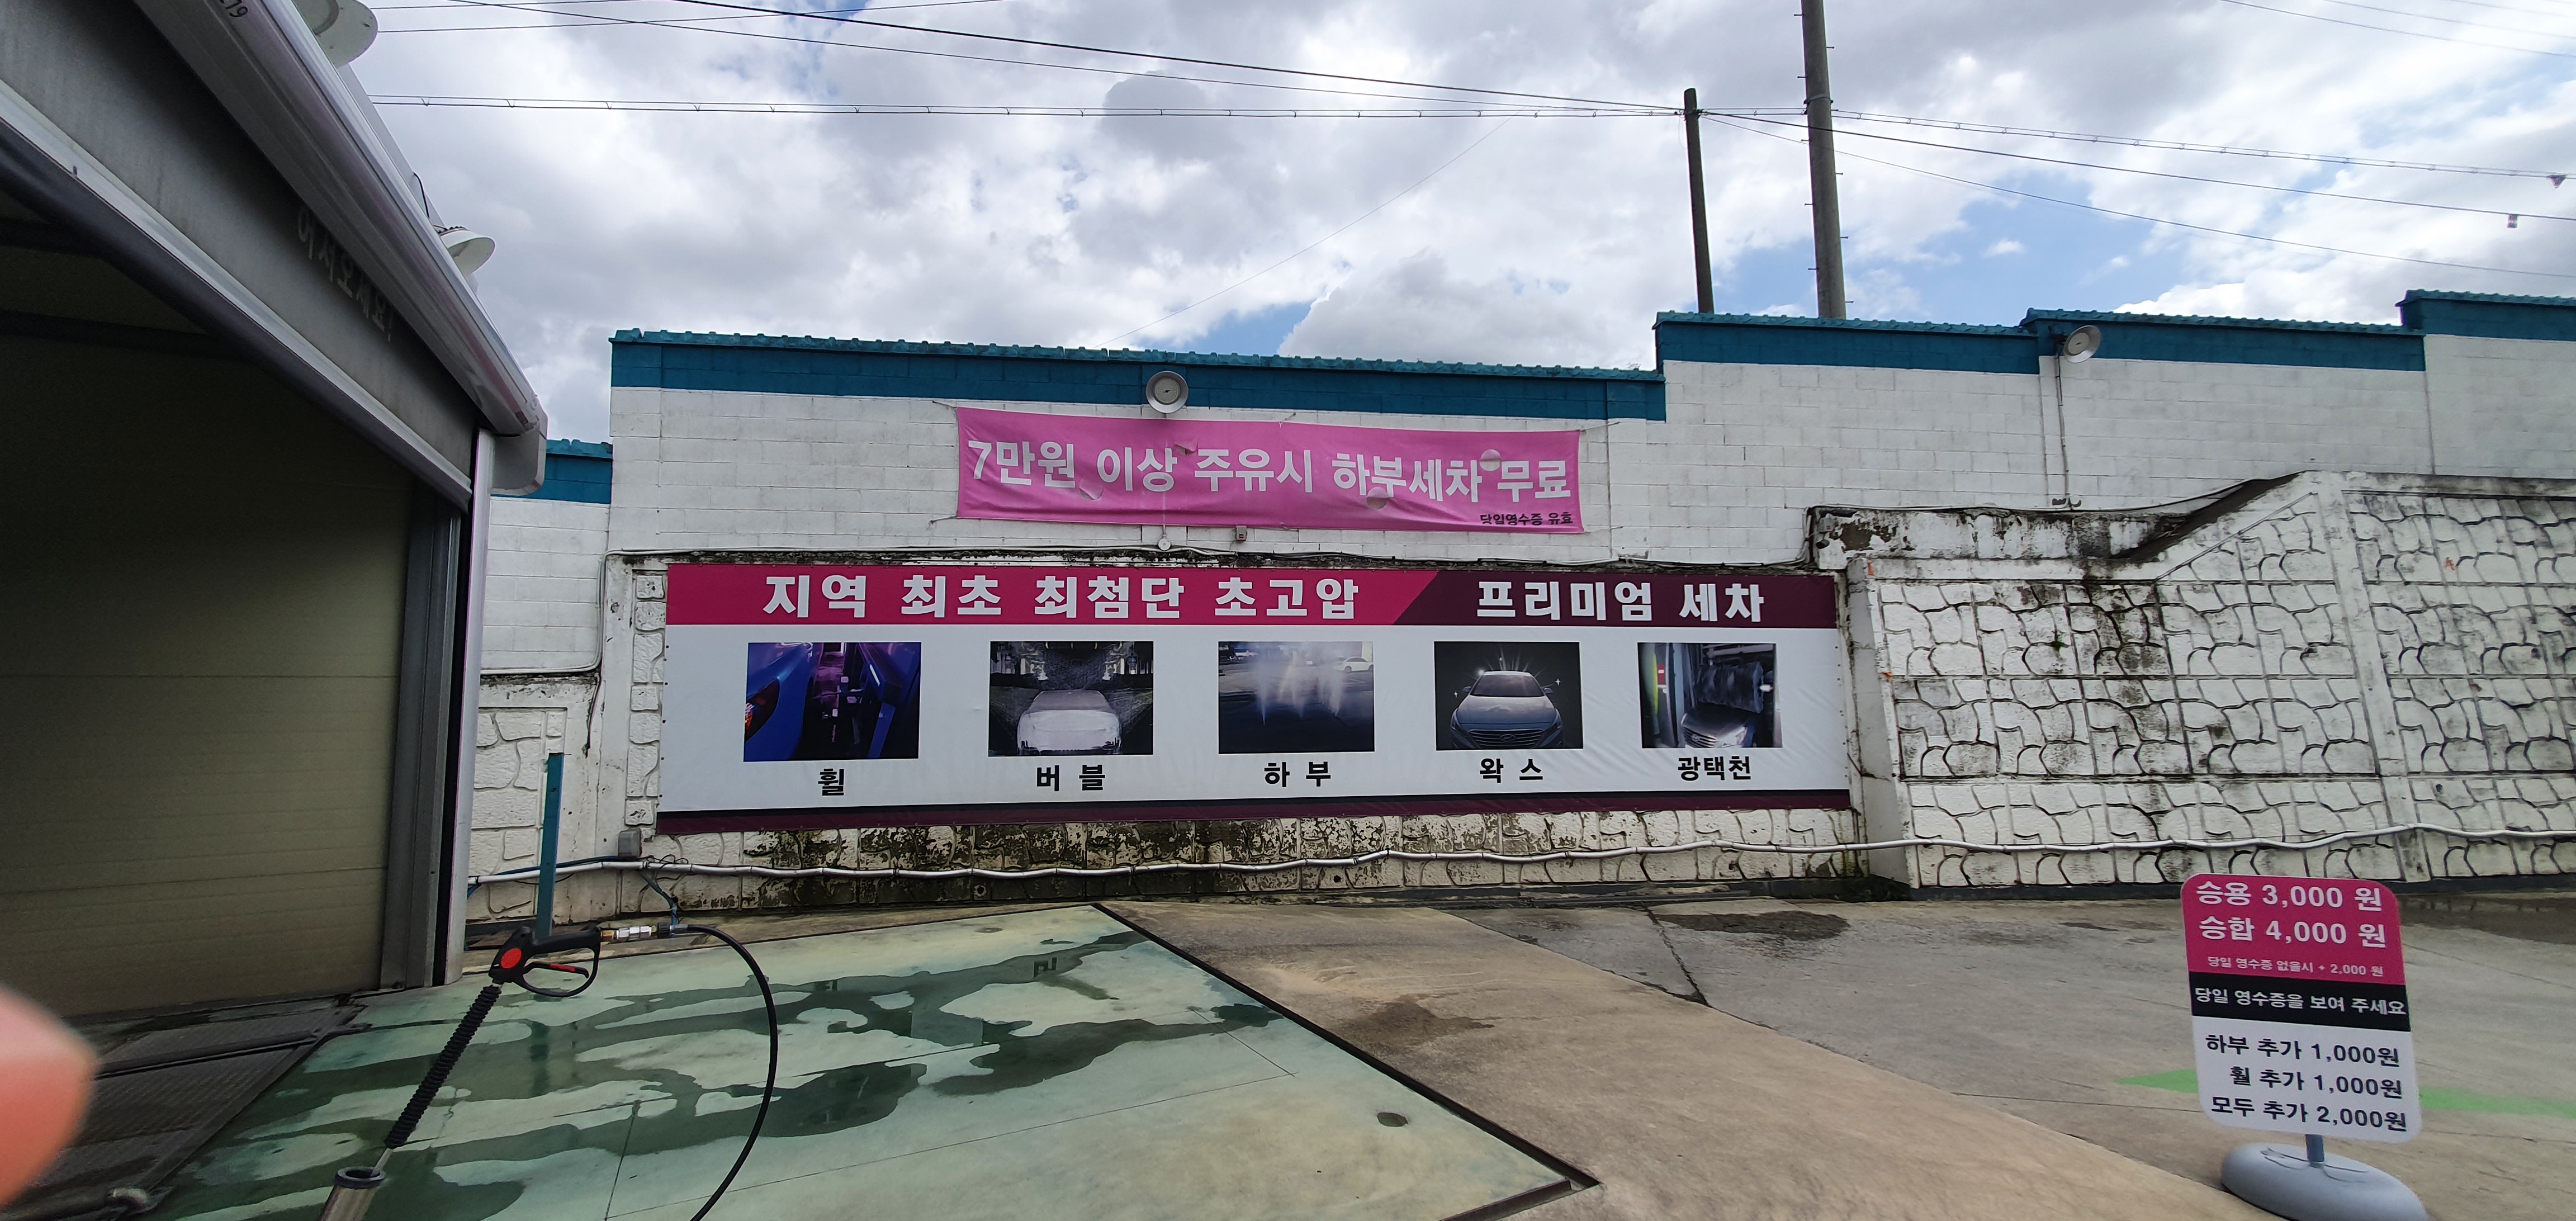 어서오세요!
7만원 이상 주유시 하부세차 무료
당일영수증 유효
지역 최초 최첨단 초고압 프리미엄 세차
휠
버블
하부
왁스
광택천
승용 3,000 원
승합 4,000 원
당일 영수증 없을시 + 2,000 원
당일 영수증을 보여 주세요
하부 추가 1,000원
휠 추가 1,000원
모두 추가 2,000원